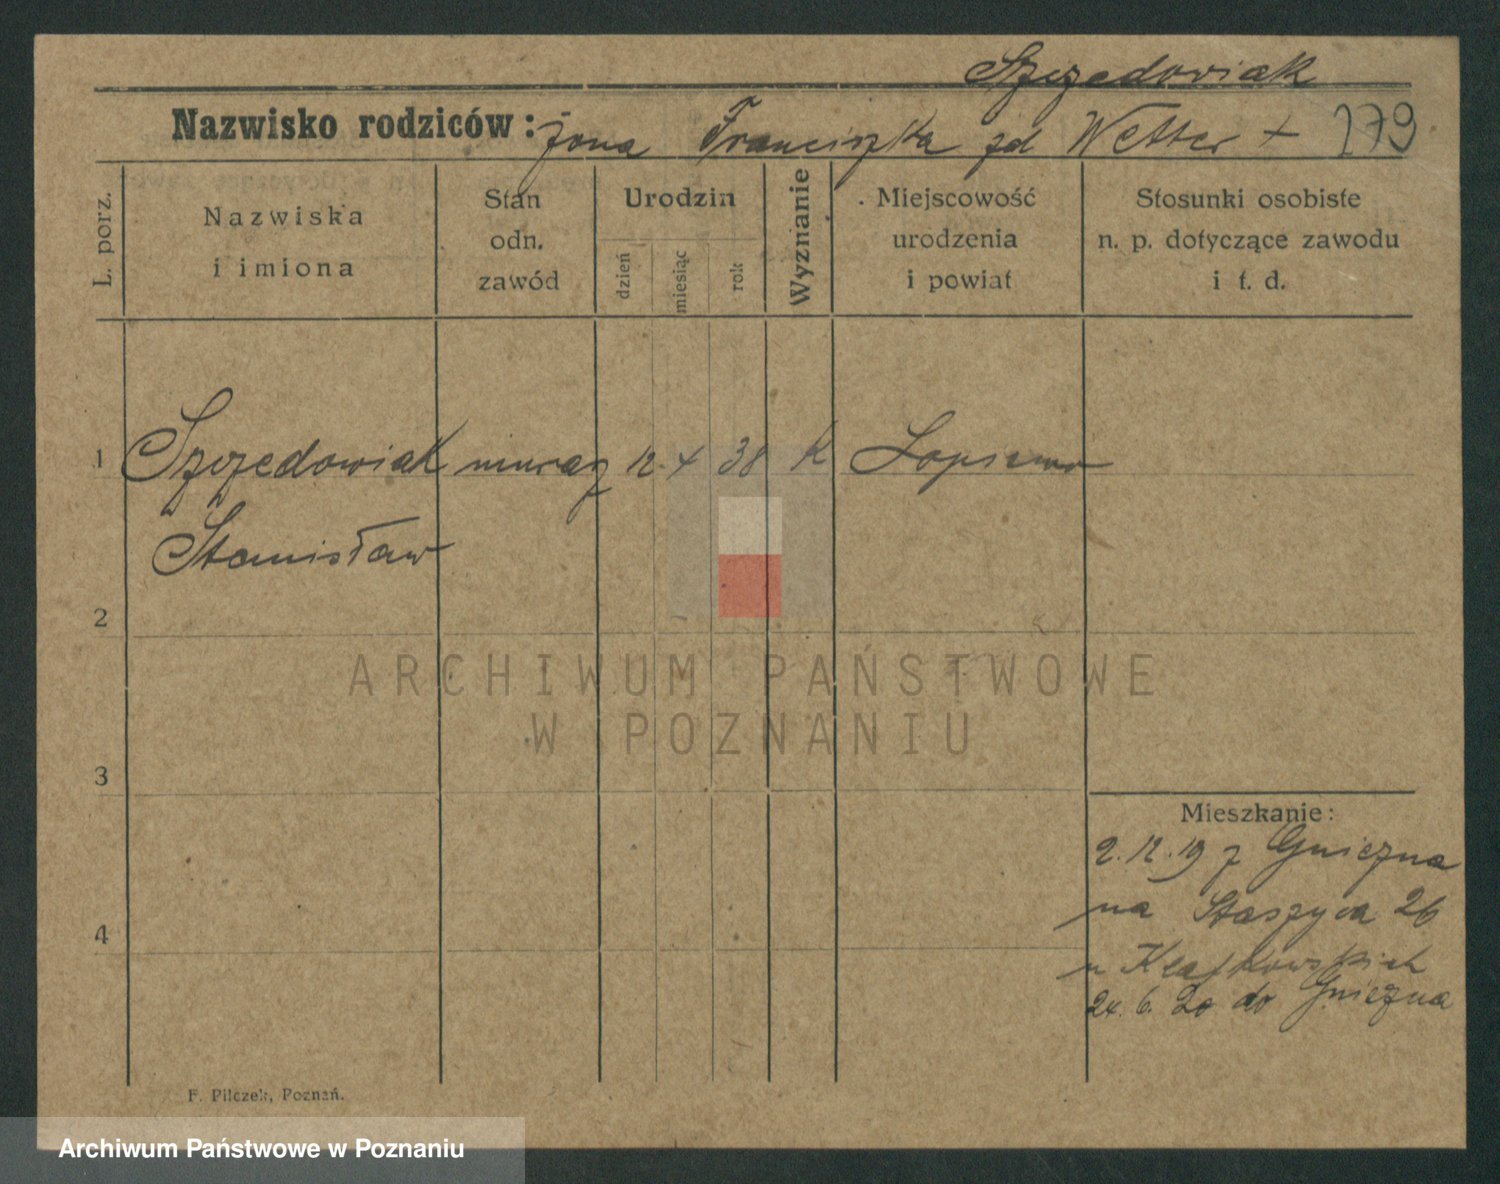 Szczedowiak
Nazwisko rodziców: żona Franciszka zd Wetter + 279
L. porz.
Nazwiska
i imiona
Stan
odn.
zawód
Urodzin
dzień
miesiąc
rok
Wyznanie
Miejscowość
urodzenia
i powiat
Stosunki osobiste
n. p. dotyczące zawodu
i t. d.
1 Szczedowiak murarz 12. 4 38 K Łopienno
Stanisław
2
ARCHIWUM PAŃSTWOWE
W POZNANIU
3
Mieszkanie:
2.12.19 z Gniezna
na Staszyca 26
u Klatkowskich
4
24.6.20 do Gniezna
F. Pilczek, Poznań.
Archiwum Państwowe w Poznaniu